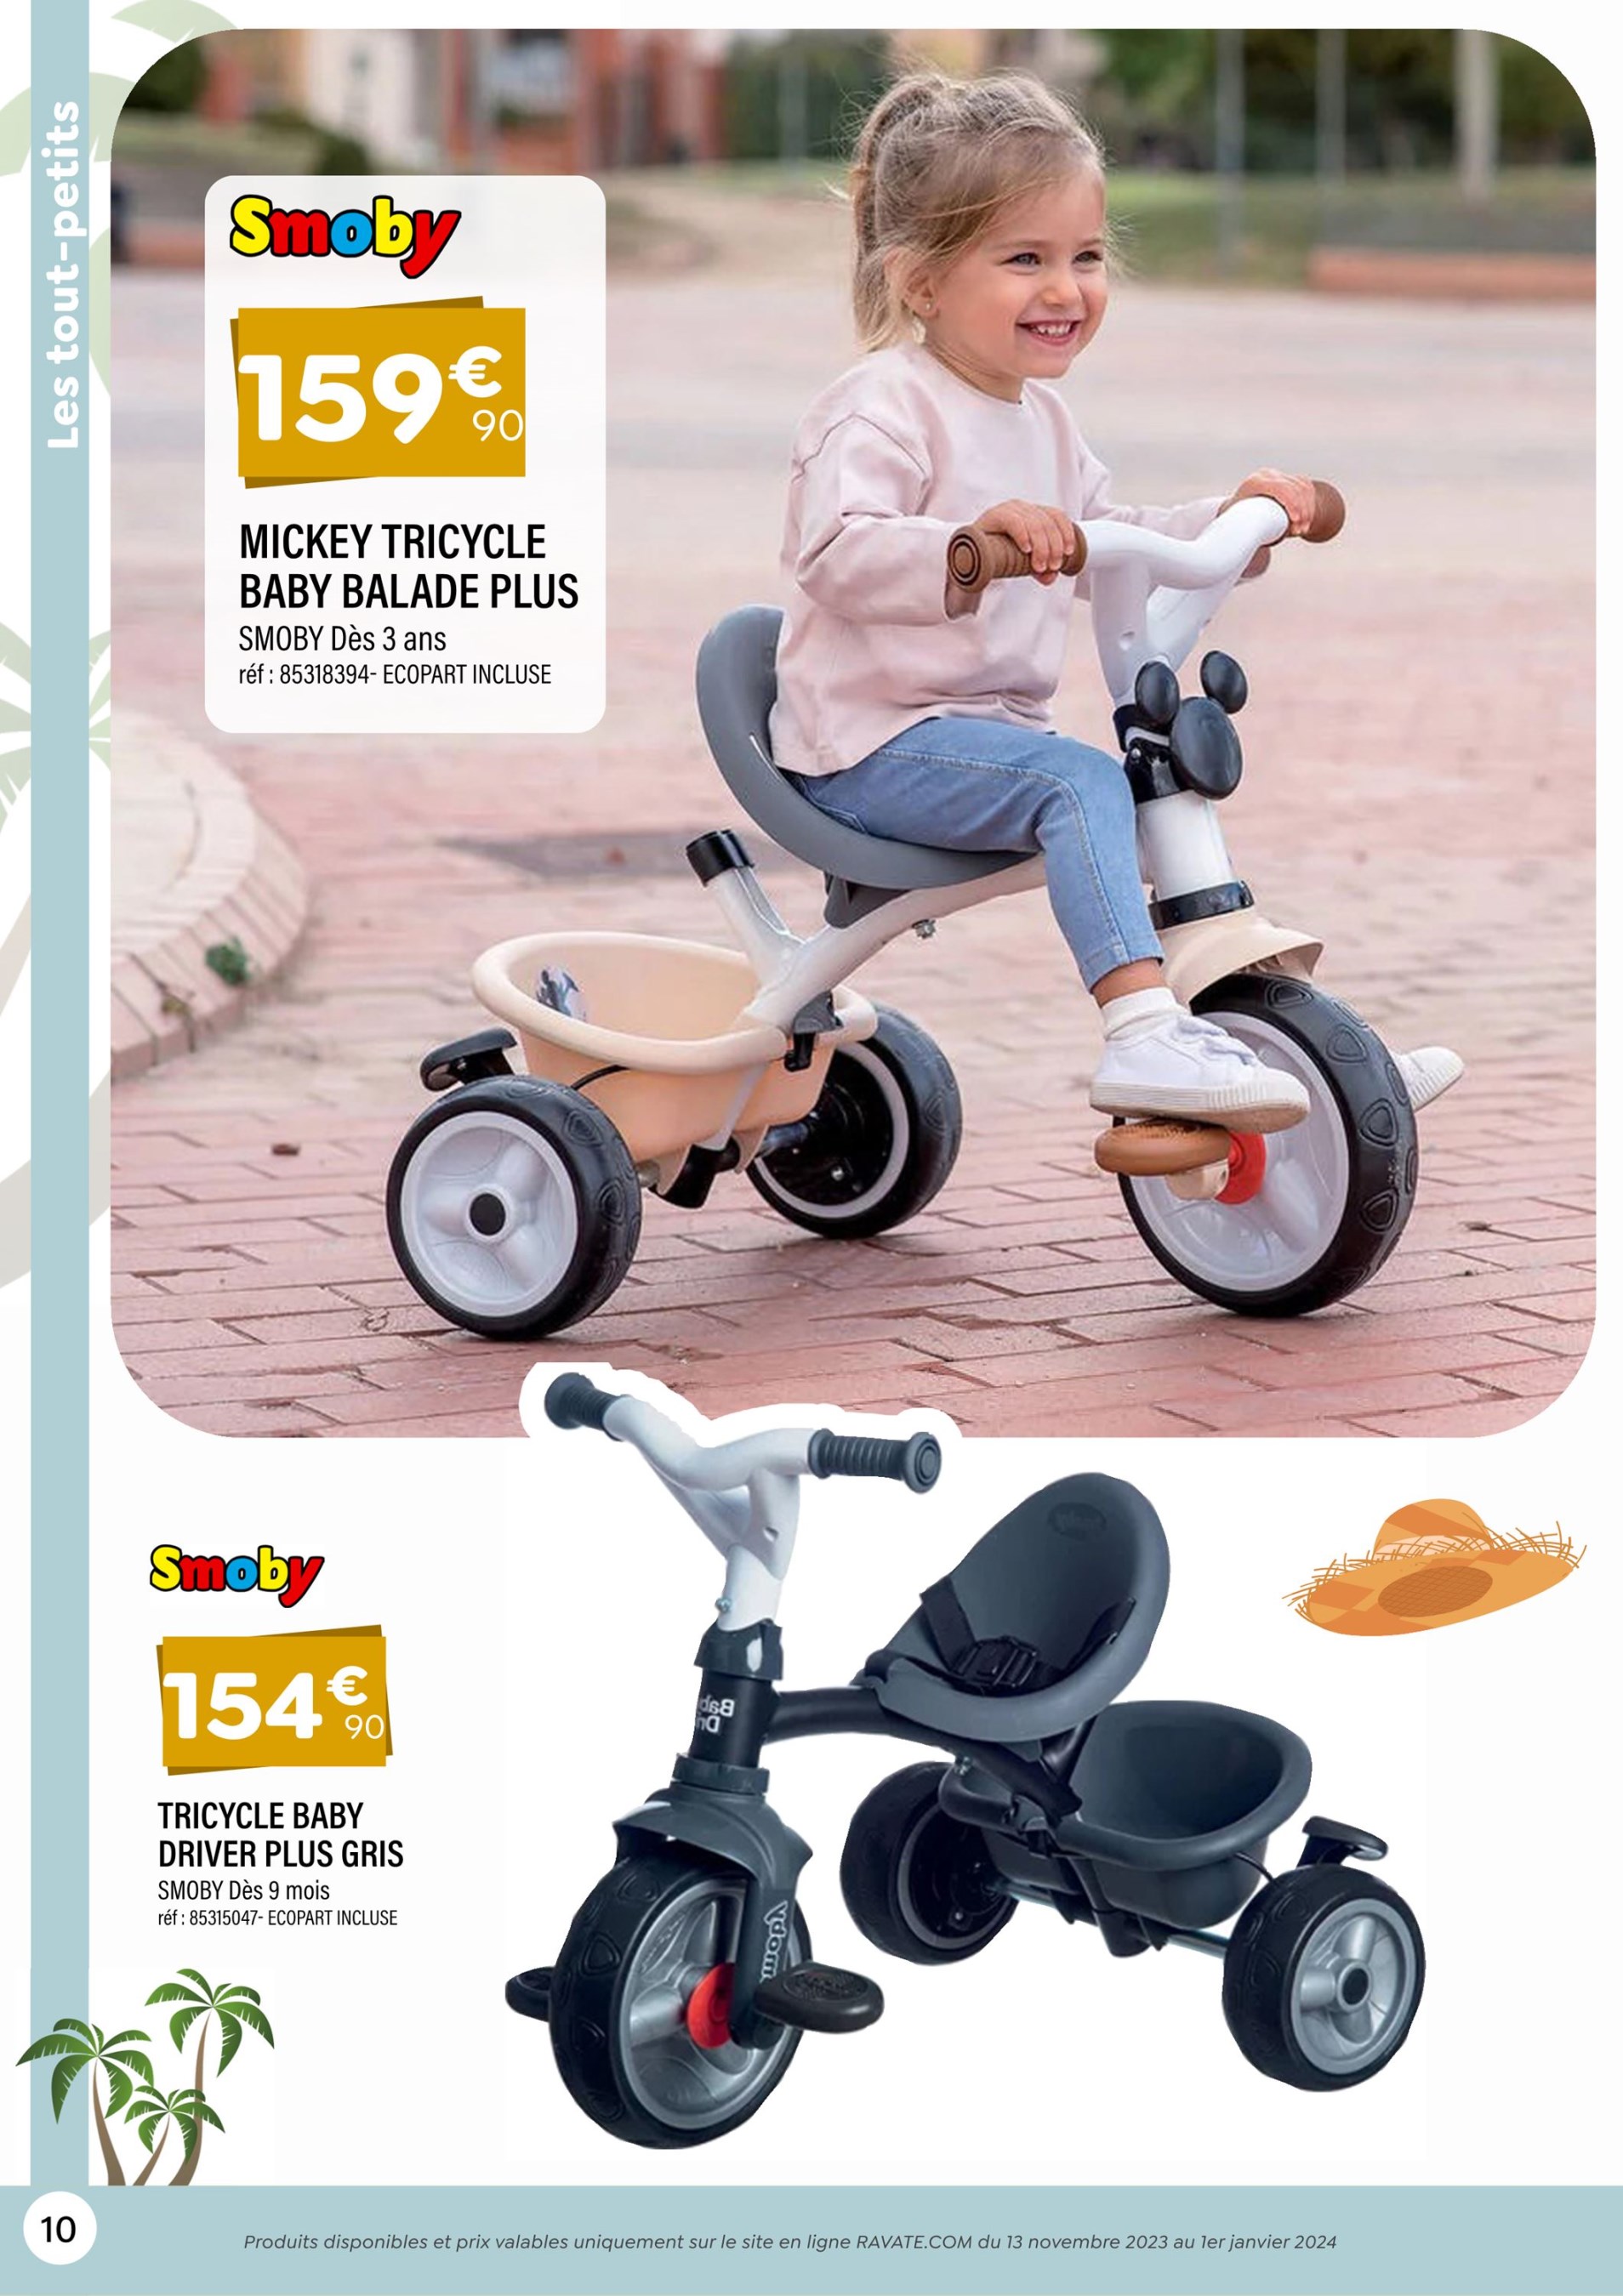 Les tout-petits
Smoby
159€
90
MICKEY TRICYCLE
BABY BALADE PLUS
SMOBY Dès 3 ans
réf : 85318394- ECOPART INCLUSE
Smoby
154€
90
TRICYCLE BABY
DRIVER PLUS GRIS
SMOBY Dès 9 mois
réf : 85315047- ECOPART INCLUSE
10
Produits disponibles et prix valables uniquement sur le site en ligne RAVATE.COM du 13 novembre 2023 au 1er janvier 2024